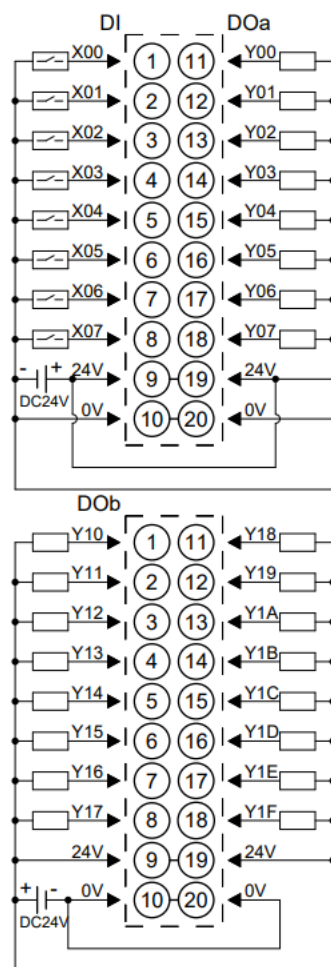 DI DOa
X00 1 11 Y00
X01 2 12 Y01
X02 3 13 Y02
X03 4 14 Y03
X04 5 15 Y04
X05 6 16 Y05
X06 7 17 Y06
X07 8 18 Y07
- + 24V 9 19 24V
DC24V 0V 10 20 0V
DOb
Y10 1 11 Y18
Y11 2 12 Y19
Y12 3 13 Y1A
Y13 4 14 Y1B
Y14 5 15 Y1C
Y15 6 16 Y1D
Y16 7 17 Y1E
Y17 8 18 Y1F
24V 9 19 24V
+ - 0V 10 20 0V
DC24V